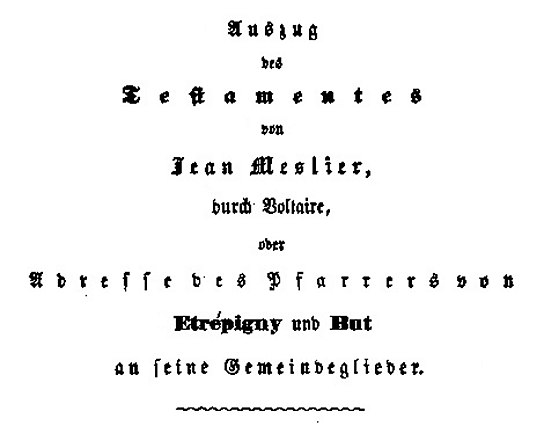 Auszug
des
Testamentes
von
Jean Meslier,
durch Voltaire,
oder
Adresse des Pfarrers von
Etrépigny und But
an seine Gemeindeglieder.